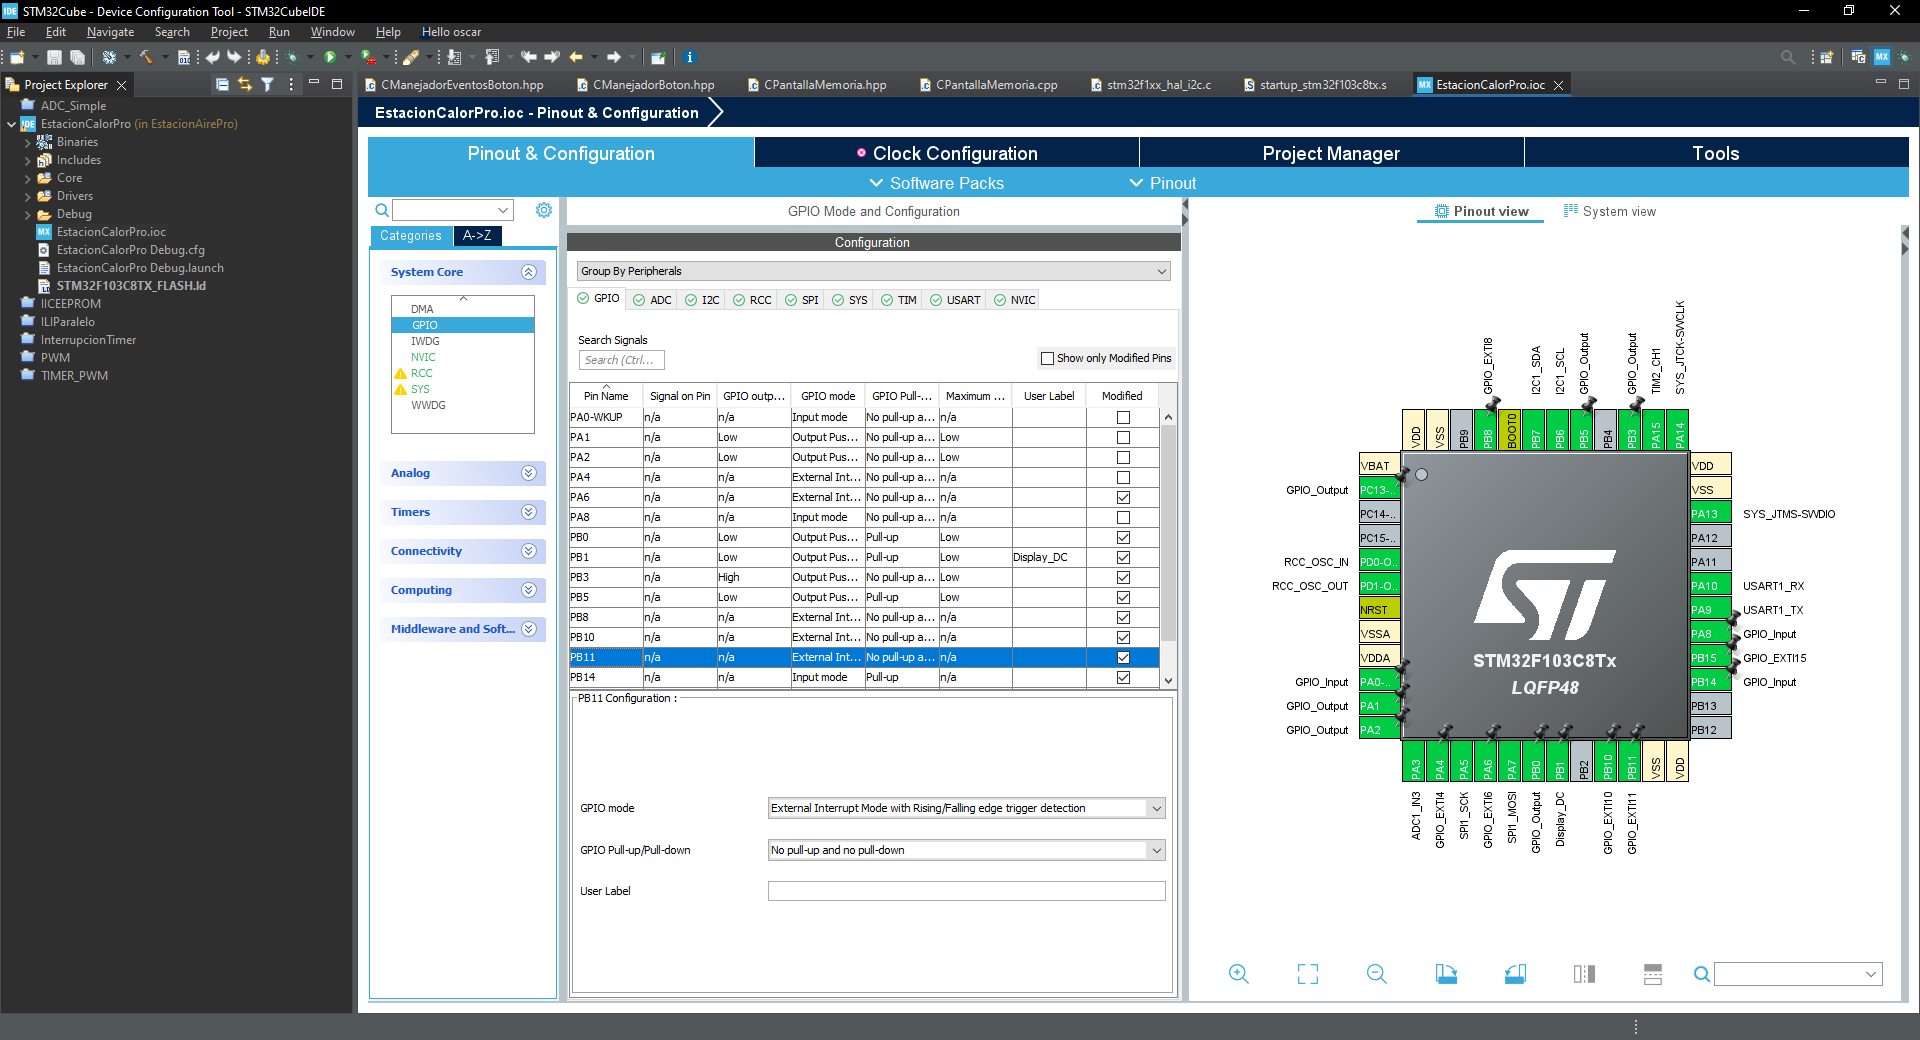 STM32Cube - Device Configuration Tool - STM32CubeIDE
File Edit Navigate Search Project Run Window Help Hello oscar
Project Explorer
CManejadorEventosBoton.hpp CManejadorBoton.hpp CPantallaMemoria.hpp CPantallaMemoria.cpp stm32f1xx_hal_i2c.c startup_stm32f103c8tx.s EstacionCalorPro.ioc
ADC_Simple
EstacionCalorPro (in EstacionAirePro)
Binaries
Includes
Core
Drivers
Debug
EstacionCalorPro.ioc
EstacionCalorPro Debug.cfg
EstacionCalorPro Debug.launch
STM32F103C8TX_FLASH.ld
IICEEPROM
ILIParalelo
InterrupcionTimer
PWM
TIMER_PWM
EstacionCalorPro.ioc - Pinout & Configuration
Pinout & Configuration Clock Configuration Project Manager Tools
Software Packs Pinout
Categories A->Z
System Core
DMA
GPIO
IWDG
NVIC
RCC
SYS
WWDG
Analog
Timers
Connectivity
Computing
Middleware and Soft...
GPIO Mode and Configuration
Configuration
Group By Peripherals
GPIO ADC I2C RCC SPI SYS TIM USART NVIC
Search Signals
Search (Ctrl...
Show only Modified Pins
Pin Name Signal on Pin GPIO outp... GPIO mode GPIO Pull-... Maximum ... User Label Modified
PA0-WKUP n/a n/a Input mode No pull-up a... n/a
PA1 n/a Low Output Pus... No pull-up a... Low
PA2 n/a Low Output Pus... No pull-up a... Low
PA4 n/a n/a External Int... No pull-up a... n/a
PA6 n/a n/a External Int... No pull-up a... n/a
PA8 n/a n/a Input mode No pull-up a... n/a
PB0 n/a Low Output Pus... Pull-up Low
PB1 n/a Low Output Pus... Pull-up Low Display_DC
PB3 n/a High Output Pus... No pull-up a... Low
PB5 n/a Low Output Pus... Pull-up Low
PB8 n/a n/a External Int... No pull-up a... n/a
PB10 n/a n/a External Int... No pull-up a... n/a
PB11 n/a n/a External Int... No pull-up a... n/a
PB14 n/a n/a Input mode Pull-up n/a
PB11 Configuration :
GPIO mode External Interrupt Mode with Rising/Falling edge trigger detection
GPIO Pull-up/Pull-down No pull-up and no pull-down
User Label
Pinout view System view
GPIO_EXTI8 I2C1_SDA I2C1_SCL GPIO_Output GPIO_Output TIM2_CH1 SYS_JTCK-SWCLK
VDD VSS PB9 PB8 BOOT0 PB7 PB6 PB5 PB4 PB3 PA15 PA14
VBAT VDD
GPIO_Output PC13-.. VSS
PC14-.. PA13 SYS_JTMS-SWDIO
PC15-.. PA12
RCC_OSC_IN PD0-O.. PA11
RCC_OSC_OUT PD1-O.. PA10 USART1_RX
NRST PA9 USART1_TX
VSSA PA8 GPIO_Input
VDDA PB15 GPIO_EXTI15
GPIO_Input PA0-.. PB14 GPIO_Input
GPIO_Output PA1 PB13
GPIO_Output PA2 PB12
STM32F103C8Tx
LQFP48
PA3 PA4 PA5 PA6 PA7 PB0 PB1 PB2 PB10 PB11 VSS VDD
ADC1_IN3 GPIO_EXTI4 SPI1_SCK GPIO_EXTI6 SPI1_MOSI GPIO_Output Display_DC GPIO_EXTI10 GPIO_EXTI11